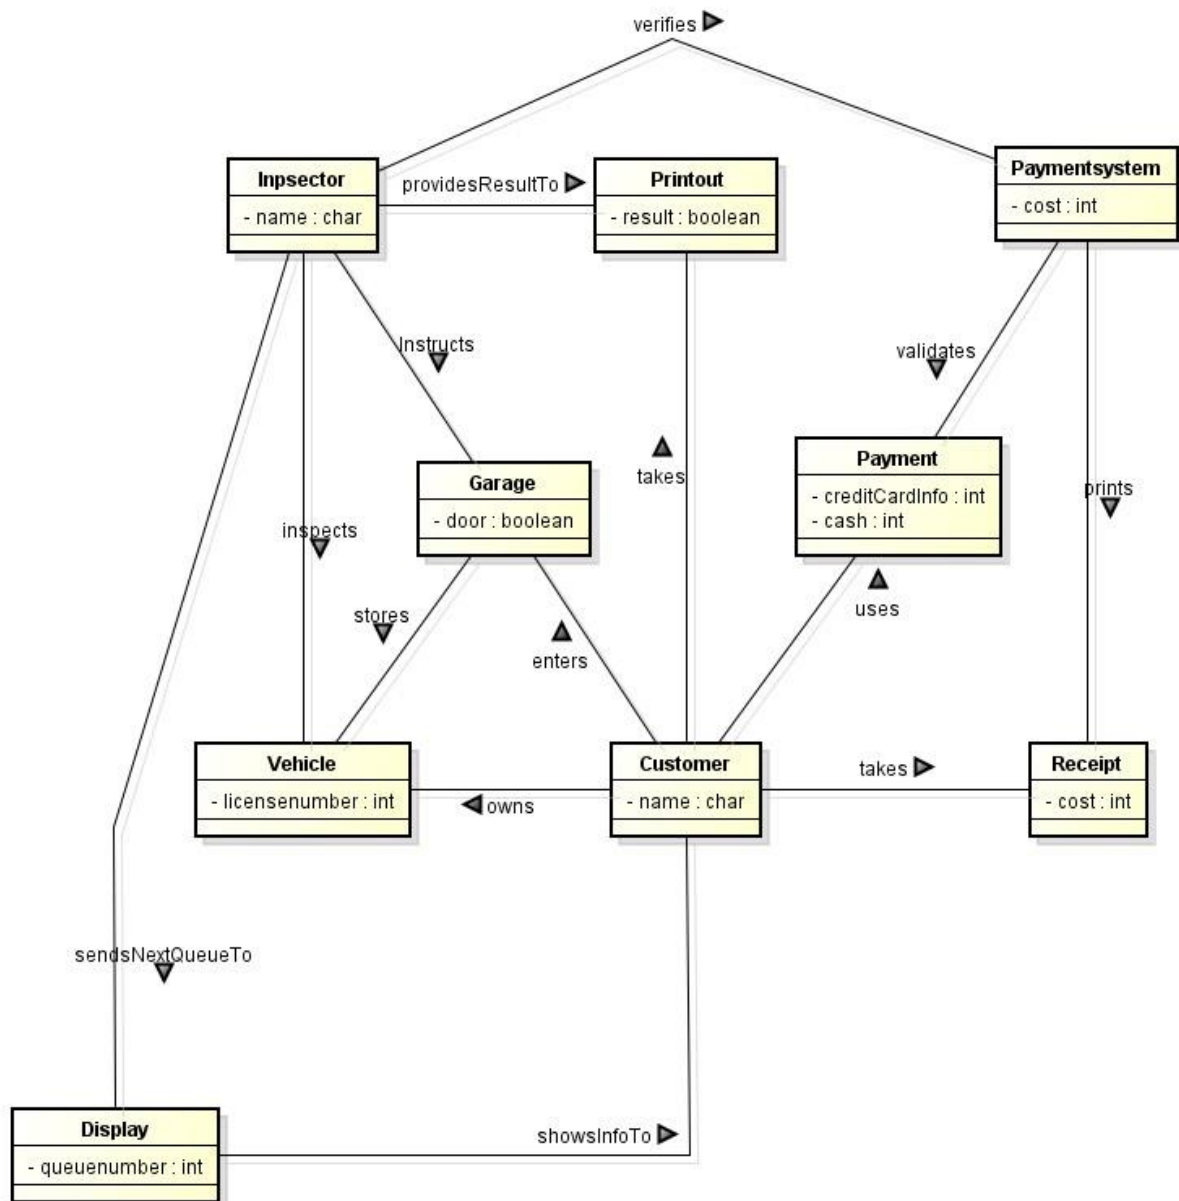 verifies
Inpsector
- name : char
providesResultTo
Printout
- result : boolean
Paymentsystem
- cost : int
Instructs
validates
Garage
- door : boolean
takes
Payment
- creditCardInfo : int
- cash : int
prints
inspects
stores
enters
uses
Vehicle
- licensenumber : int
owns
Customer
- name : char
takes
Receipt
- cost : int
sendsNextQueueTo
Display
- queuenumber : int
showsInfoTo